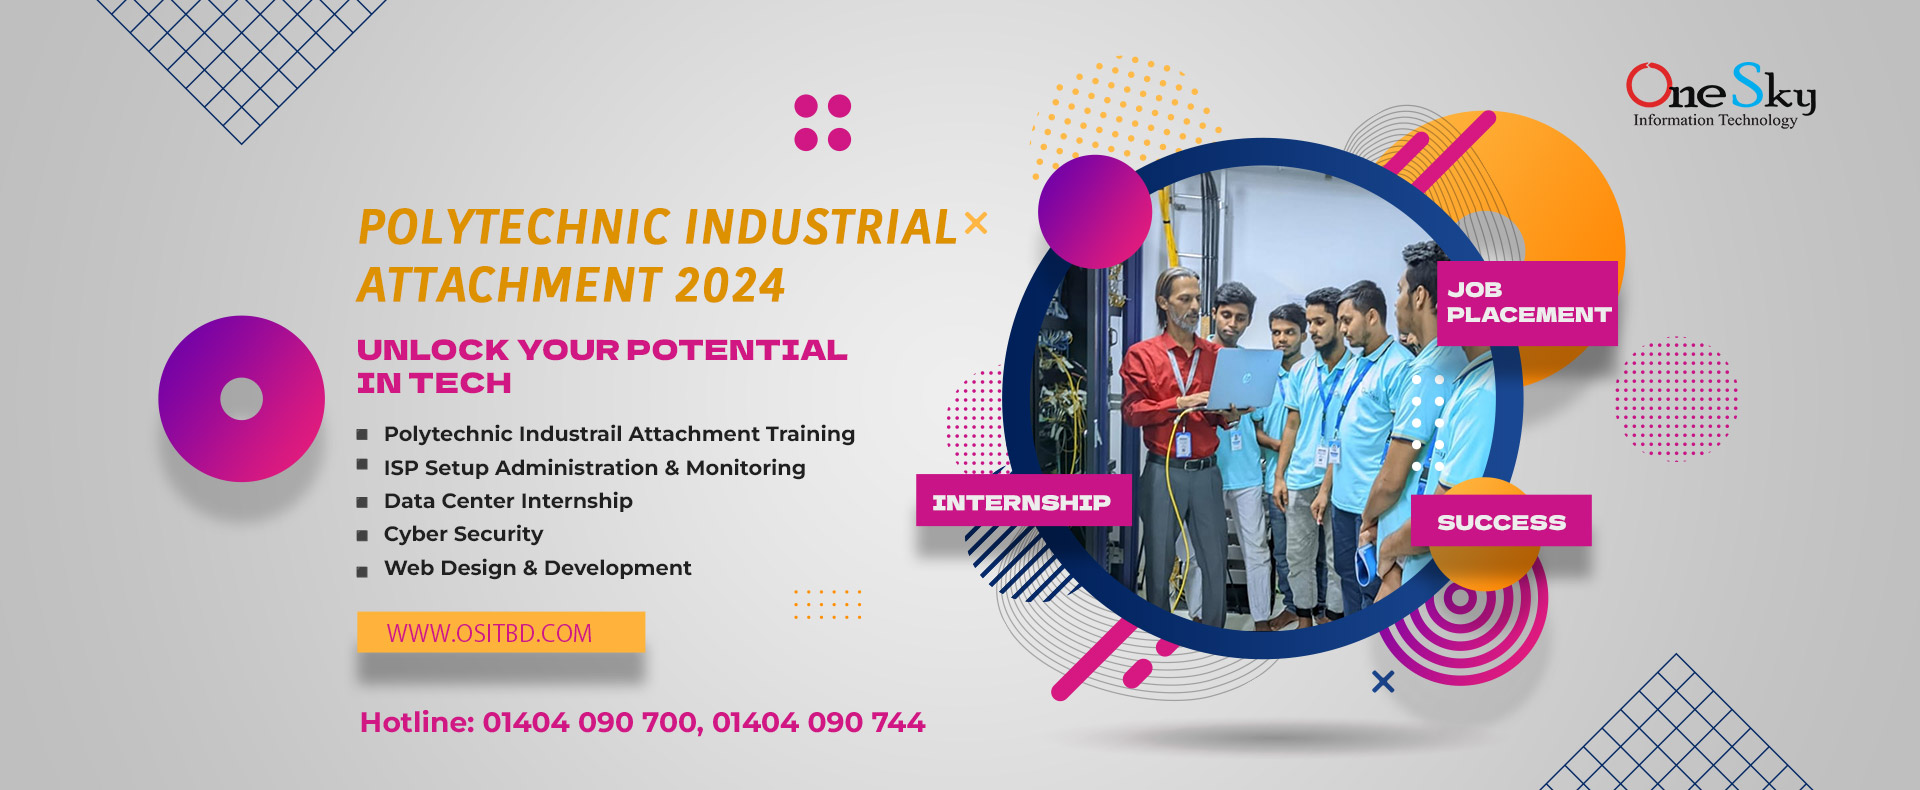 One Sky
Information Technology
POLYTECHNIC INDUSTRIAL
ATTACHMENT 2024
UNLOCK YOUR POTENTIAL
IN TECH
Polytechnic Industrail Attachment Training
ISP Setup Administration & Monitoring
Data Center Internship
Cyber Security
Web Design & Development
WWW.OSITBD.COM
Hotline: 01404 090 700, 01404 090 744
JOB
PLACEMENT
INTERNSHIP
SUCCESS